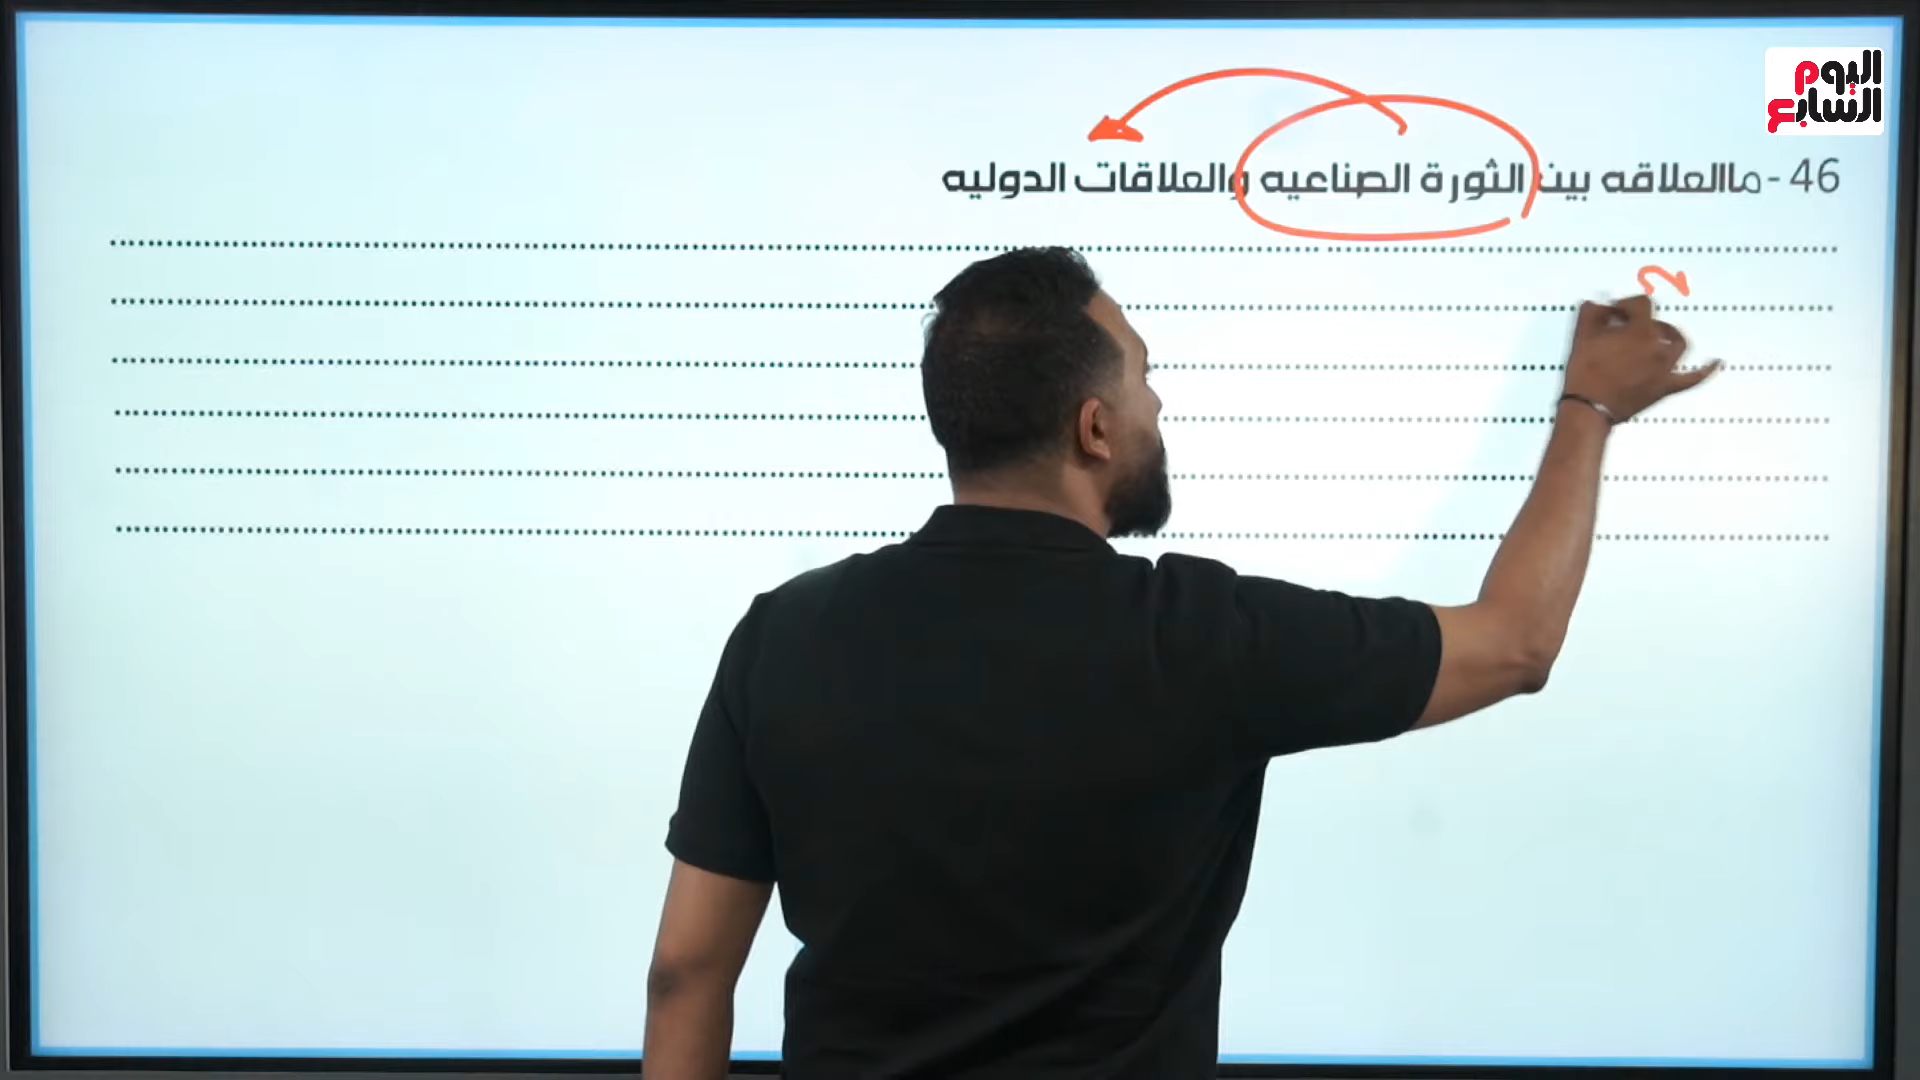 اليوم السابع
46 - ماالعلاقه بين الثورة الصناعيه والعلاقات الدوليه